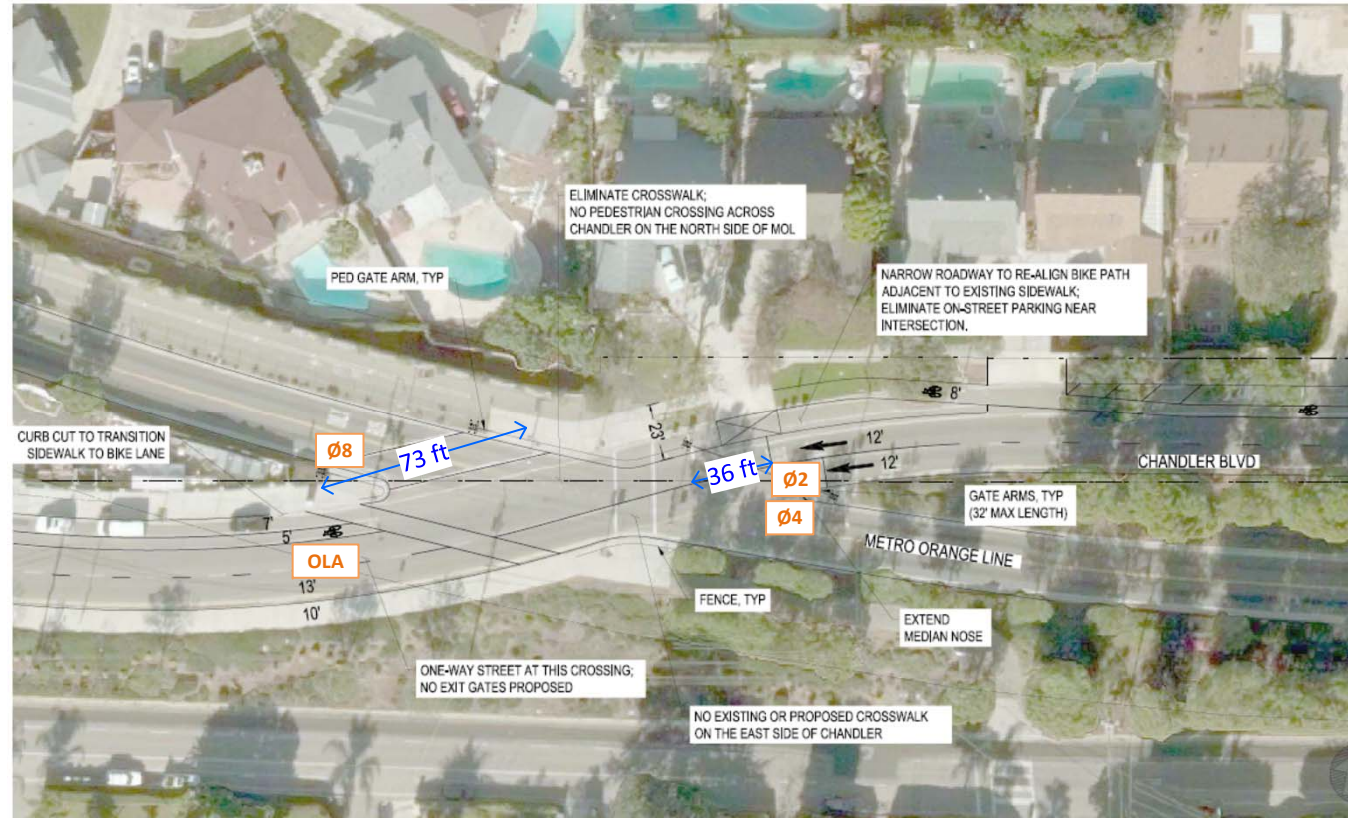 ELIMINATE CROSSWALK;
NO PEDESTRIAN CROSSING ACROSS
CHANDLER ON THE NORTH SIDE OF MOL
PED GATE ARM, TYP
NARROW ROADWAY TO RE-ALIGN BIKE PATH
ADJACENT TO EXISTING SIDEWALK;
ELIMINATE ON-STREET PARKING NEAR
INTERSECTION.
8'
CURB CUT TO TRANSITION
SIDEWALK TO BIKE LANE
Ø8
73 ft
23'
12'
36 ft
12'
Ø2
CHANDLER BLVD
Ø4
GATE ARMS, TYP
(32' MAX LENGTH)
7'
5'
OLA
METRO ORANGE LINE
13'
10'
FENCE, TYP
EXTEND
MEDIAN NOSE
ONE-WAY STREET AT THIS CROSSING;
NO EXIT GATES PROPOSED
NO EXISTING OR PROPOSED CROSSWALK
ON THE EAST SIDE OF CHANDLER